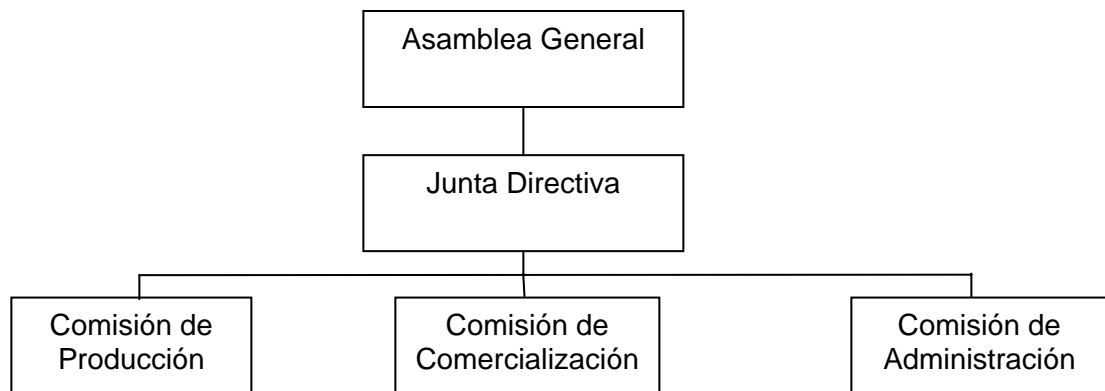 Asamblea General
Junta Directiva
Comisión de
Producción
Comisión de
Comercialización
Comisión de
Administración